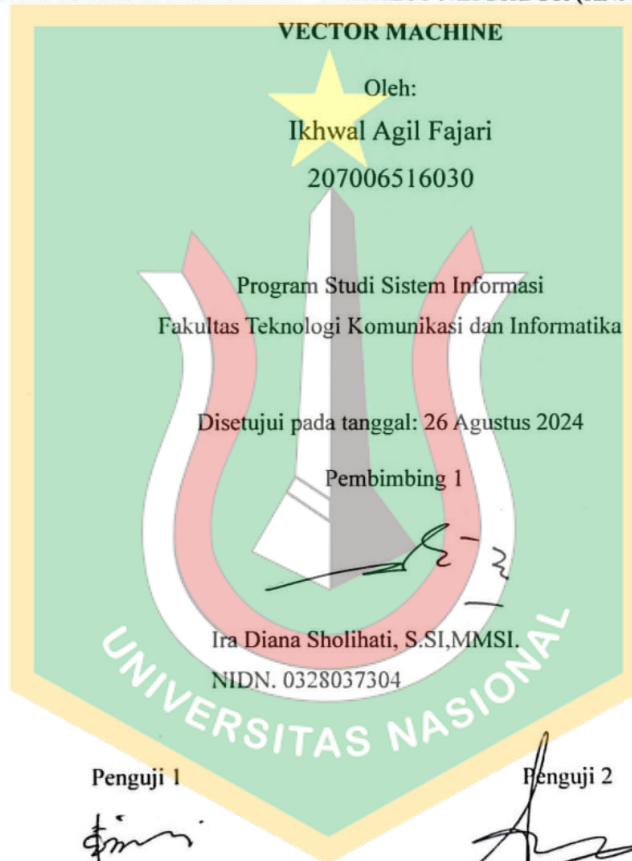 VECTOR MACHINE
Oleh:
Ikhwal Agil Fajari
207006516030
Program Studi Sistem Informasi
Fakultas Teknologi Komunikasi dan Informatika
Disetujui pada tanggal: 26 Agustus 2024
Pembimbing 1
Ira Diana Sholihati, S.SI,MMSI.
NIDN. 0328037304
UNIVERSITAS NASIONAL
Penguji 1 Penguji 2